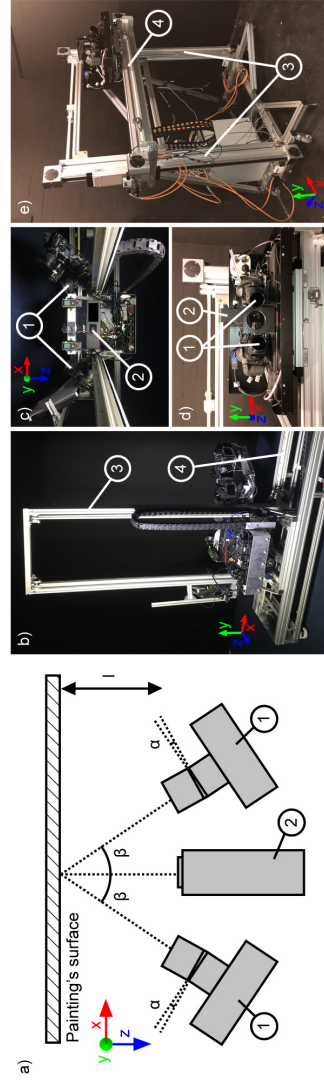 a)
Painting's surface
y
x
z
l
β
β
α
α
1
2
1
b)
3
4
y
x
z
c)
1
2
y
x
z
d)
1
2
y
x
z
e)
4
3
y
x
z